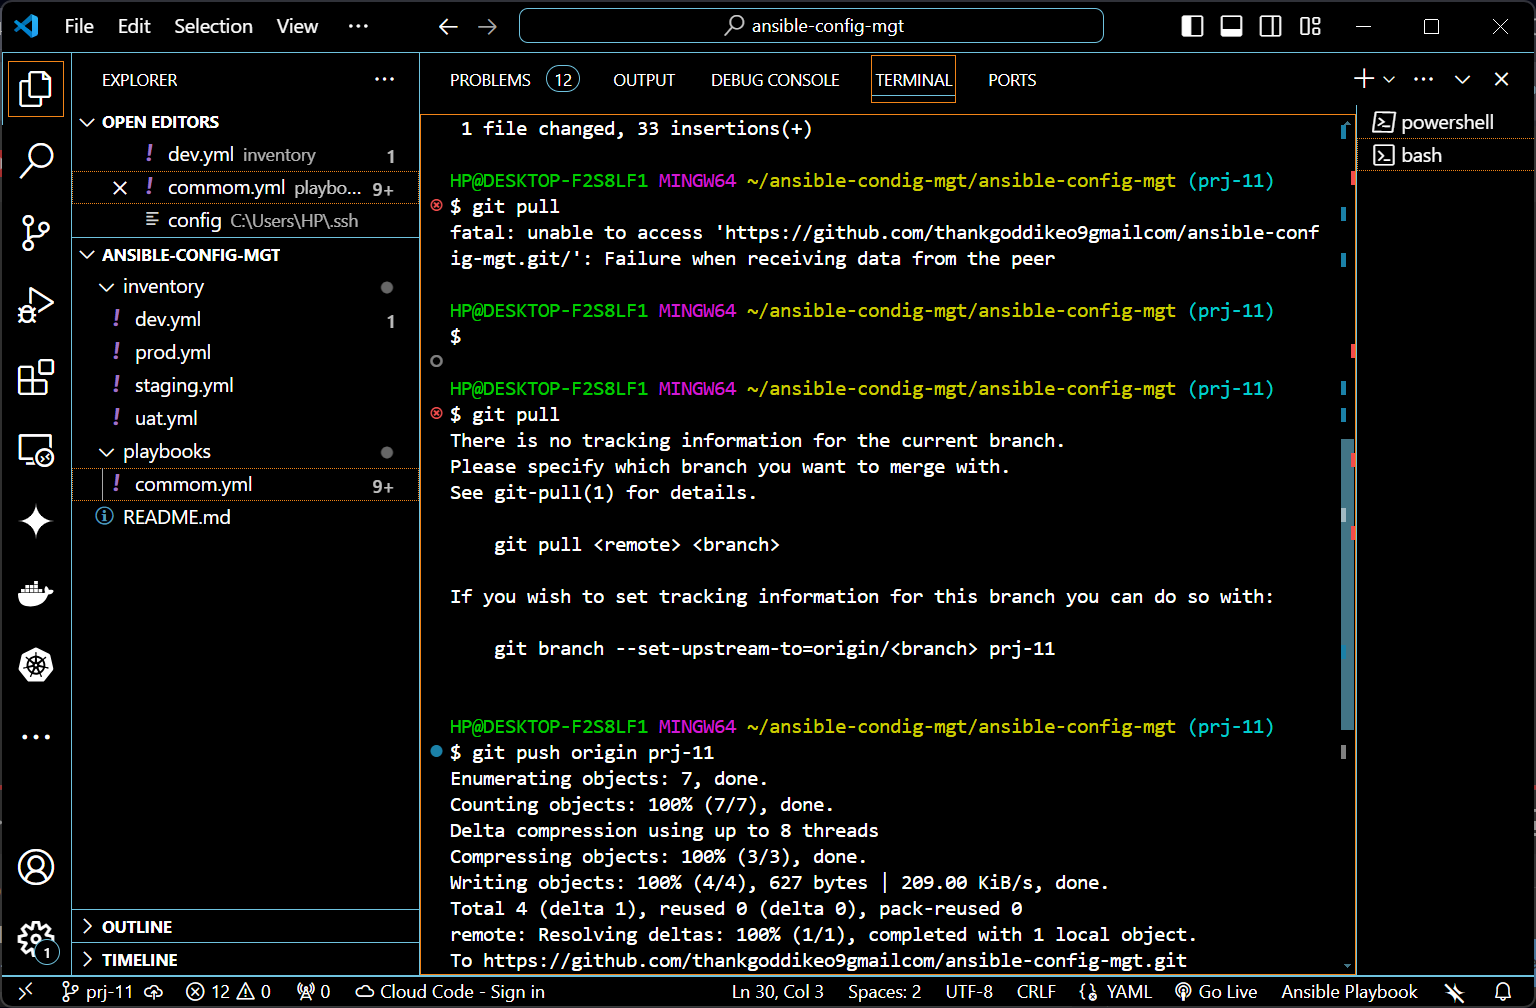 File Edit Selection View ··· ansible-config-mgt
EXPLORER ···
OPEN EDITORS
! dev.yml inventory 1
! commom.yml playbo... 9+
config C:\Users\HP\.ssh
ANSIBLE-CONFIG-MGT
inventory
! dev.yml 1
! prod.yml
! staging.yml
! uat.yml
playbooks
! commom.yml 9+
README.md
OUTLINE
TIMELINE
1
PROBLEMS 12 OUTPUT DEBUG CONSOLE TERMINAL PORTS
1 file changed, 33 insertions(+)
HP@DESKTOP-F2S8LF1 MINGW64 ~/ansible-condig-mgt/ansible-config-mgt (prj-11)
$ git pull
fatal: unable to access 'https://github.com/thankgoddikeo9gmailcom/ansible-conf
ig-mgt.git/': Failure when receiving data from the peer
HP@DESKTOP-F2S8LF1 MINGW64 ~/ansible-condig-mgt/ansible-config-mgt (prj-11)
$
HP@DESKTOP-F2S8LF1 MINGW64 ~/ansible-condig-mgt/ansible-config-mgt (prj-11)
$ git pull
There is no tracking information for the current branch.
Please specify which branch you want to merge with.
See git-pull(1) for details.
git pull <remote> <branch>
If you wish to set tracking information for this branch you can do so with:
git branch --set-upstream-to=origin/<branch> prj-11
HP@DESKTOP-F2S8LF1 MINGW64 ~/ansible-condig-mgt/ansible-config-mgt (prj-11)
$ git push origin prj-11
Enumerating objects: 7, done.
Counting objects: 100% (7/7), done.
Delta compression using up to 8 threads
Compressing objects: 100% (3/3), done.
Writing objects: 100% (4/4), 627 bytes | 209.00 KiB/s, done.
Total 4 (delta 1), reused 0 (delta 0), pack-reused 0
remote: Resolving deltas: 100% (1/1), completed with 1 local object.
To https://github.com/thankgoddikeo9gmailcom/ansible-config-mgt.git
powershell
bash
prj-11 12 0 0 Cloud Code - Sign in Ln 30, Col 3 Spaces: 2 UTF-8 CRLF YAML Go Live Ansible Playbook